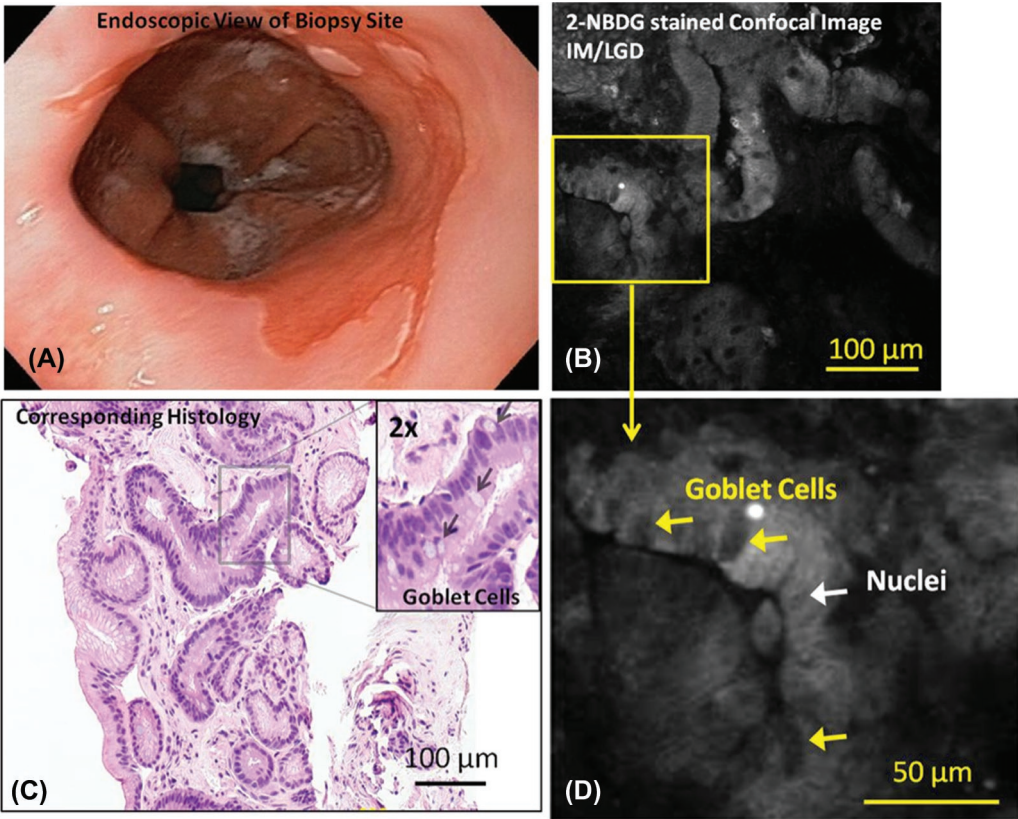 Endoscopic View of Biopsy Site
(A)
2-NBDG stained Confocal Image
IM/LGD
(B)
100 µm
Corresponding Histology
2x
Goblet Cells
100 µm
(C)
Goblet Cells
Nuclei
50 µm
(D)